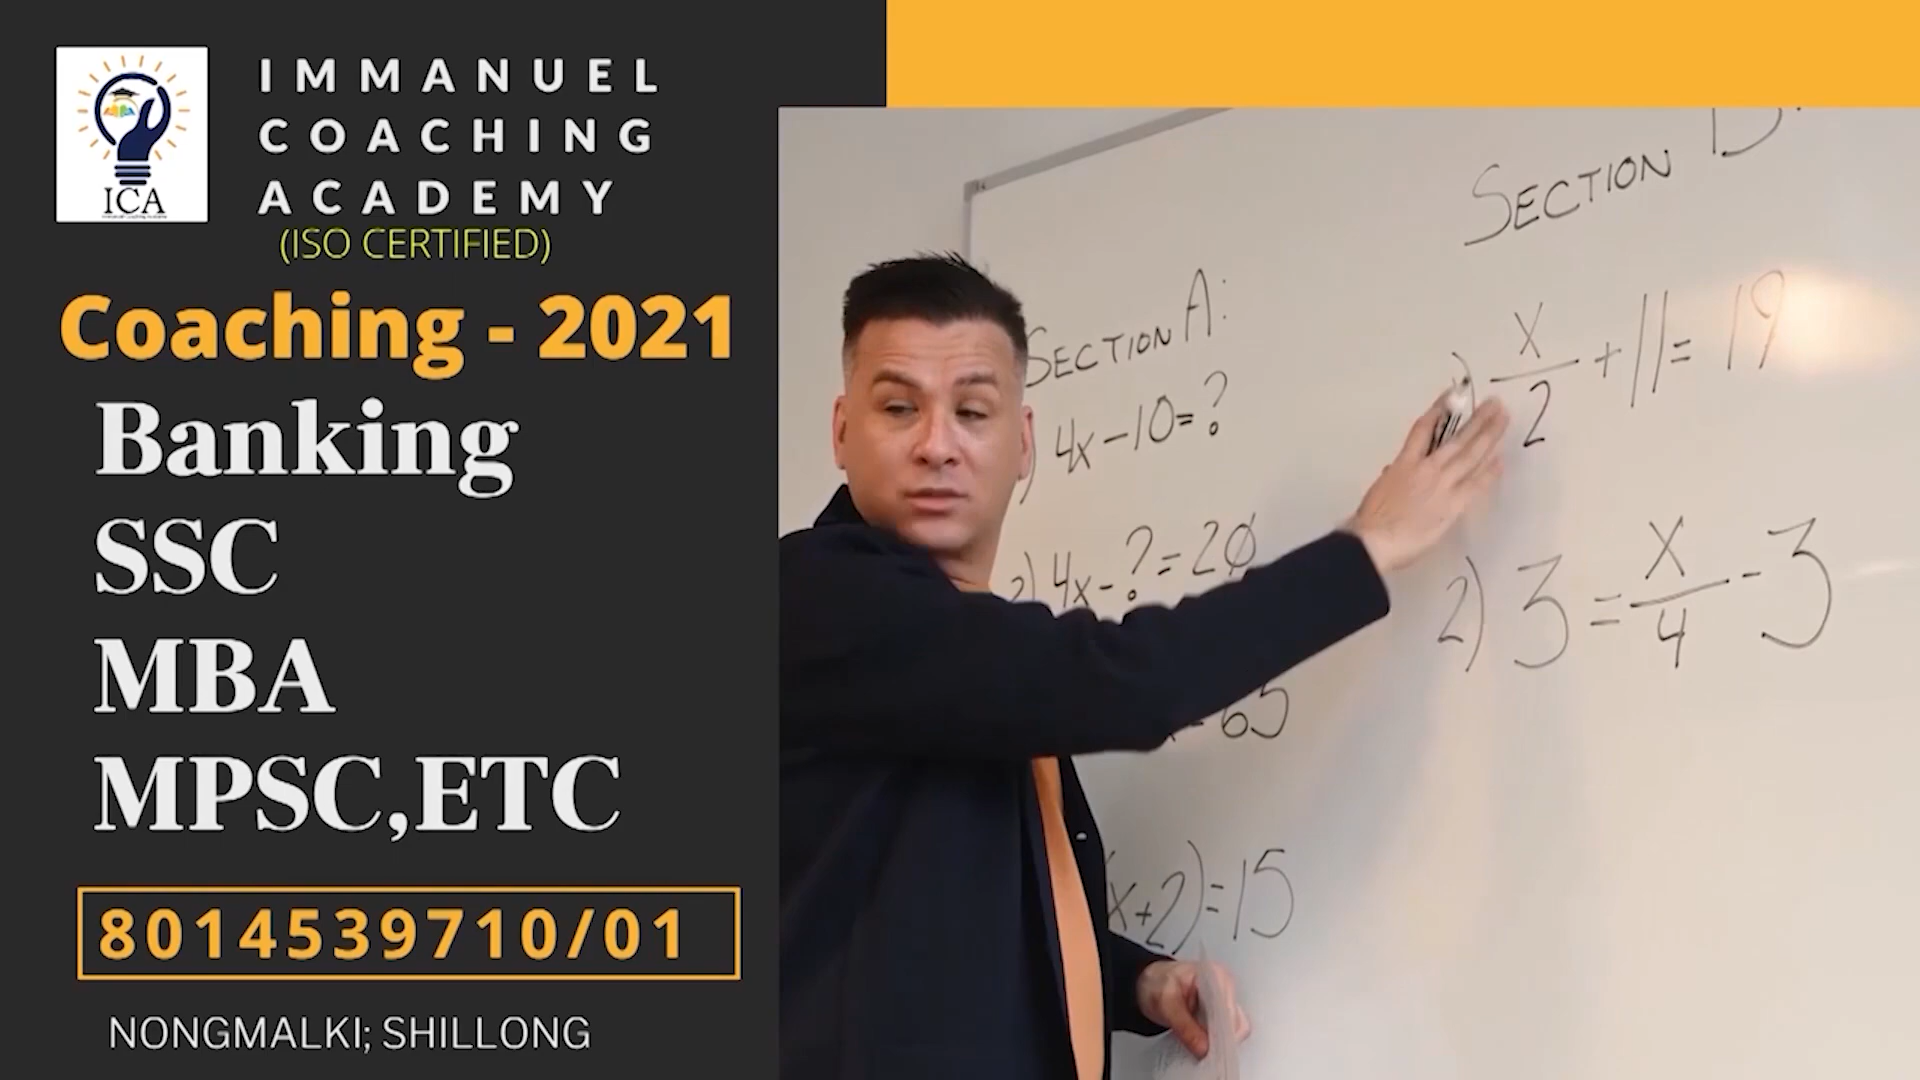 ICA
IMMANUEL
COACHING
ACADEMY
(ISO CERTIFIED)
Coaching - 2021
Banking
SSC
MBA
MPSC,ETC
8014539710/01
NONGMALKI; SHILLONG
SECTION A:
) 4x-10=?
2) 4x-?=20
65
x+2)=15
SECTION
) x/2 +11= 19
2) 3 = x/4 -3